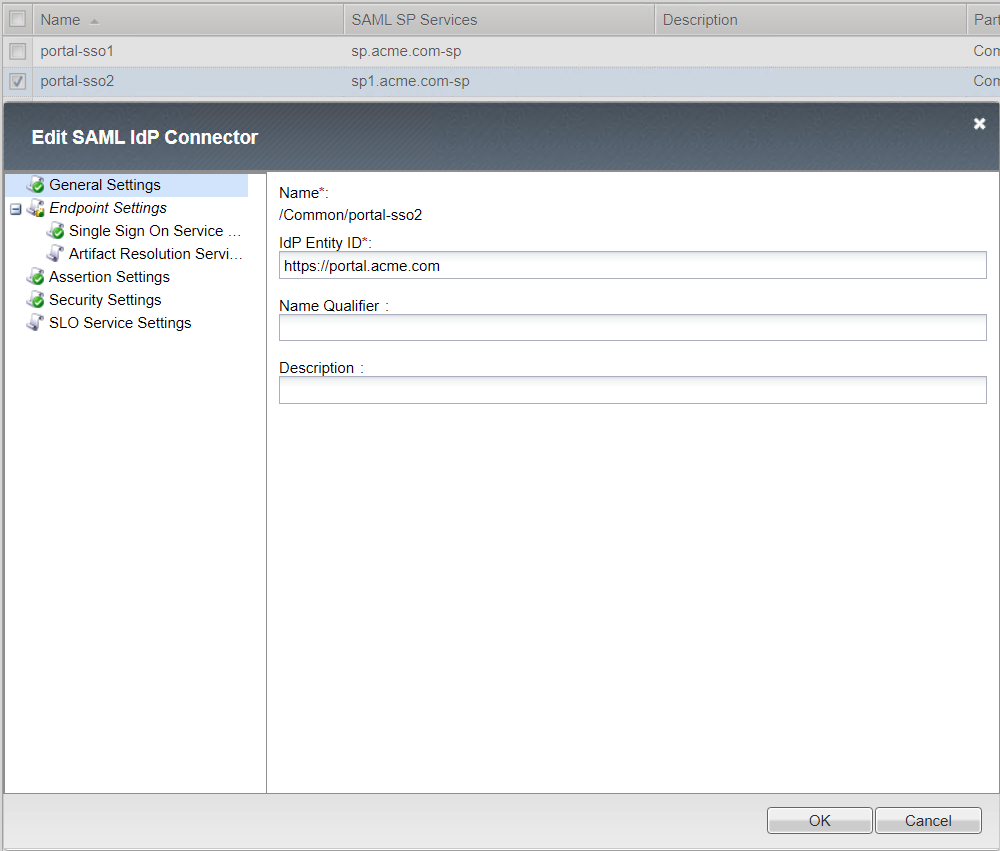 Name SAML SP Services Description Part
portal-sso1 sp.acme.com-sp Com
portal-sso2 sp1.acme.com-sp Com
Edit SAML IdP Connector
General Settings
Endpoint Settings
Single Sign On Service ...
Artifact Resolution Servi...
Assertion Settings
Security Settings
SLO Service Settings
Name*:
/Common/portal-sso2
IdP Entity ID*:
https://portal.acme.com
Name Qualifier :
Description :
OK Cancel